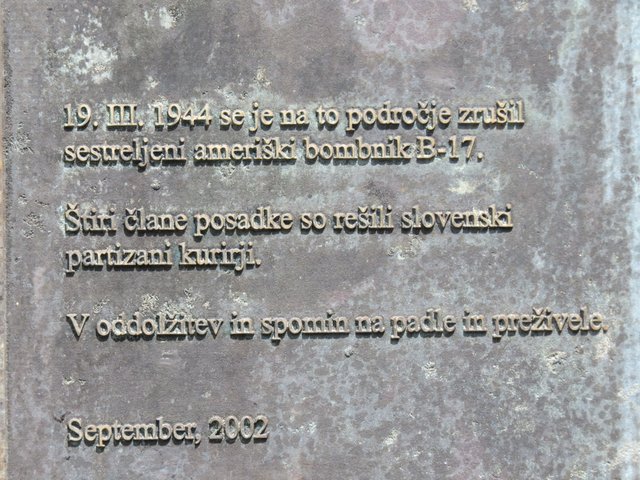 19. III. 1944 se je na to področje zrušil
sestreljeni ameriški bombnik B-17.
Štiri člane posadke so rešili slovenski
partizani kurirji.
V oddolžitev in spomin na padle in preživele.
September, 2002